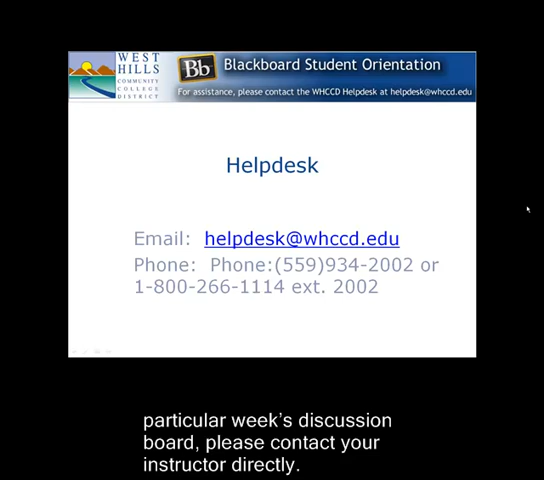 WEST
HILLS
COMMUNITY
COLLEGE
DISTRICT
Bb
Blackboard Student Orientation
For assistance, please contact the WHCCD Helpdesk at helpdesk@whccd.edu
Helpdesk
Email: helpdesk@whccd.edu
Phone: Phone:(559)934-2002 or
1-800-266-1114 ext. 2002
particular week's discussion
board, please contact your
instructor directly.